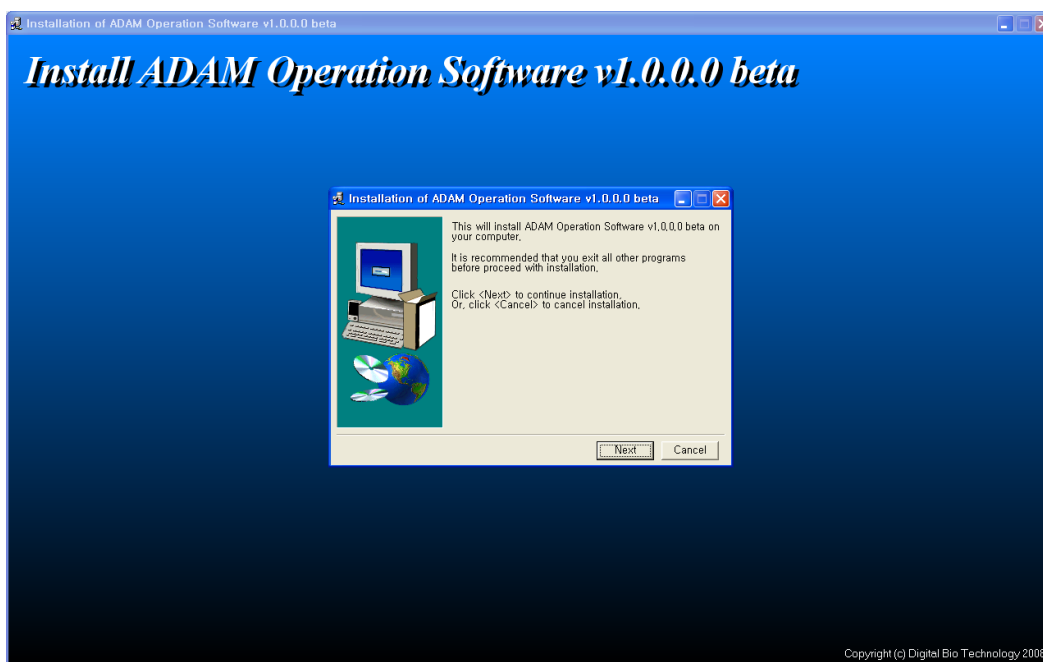 Installation of ADAM Operation Software v1.0.0.0 beta
Install ADAM Operation Software v1.0.0.0 beta
Installation of ADAM Operation Software v1.0.0.0 beta
This will install ADAM Operation Software v1.0.0.0 beta on
your computer.
It is recommended that you exit all other programs
before proceed with installation.
Click <Next> to continue installation.
Or, click <Cancel> to cancel installation.
Next
Cancel
Copyright (c) Digital Bio Technology 2008